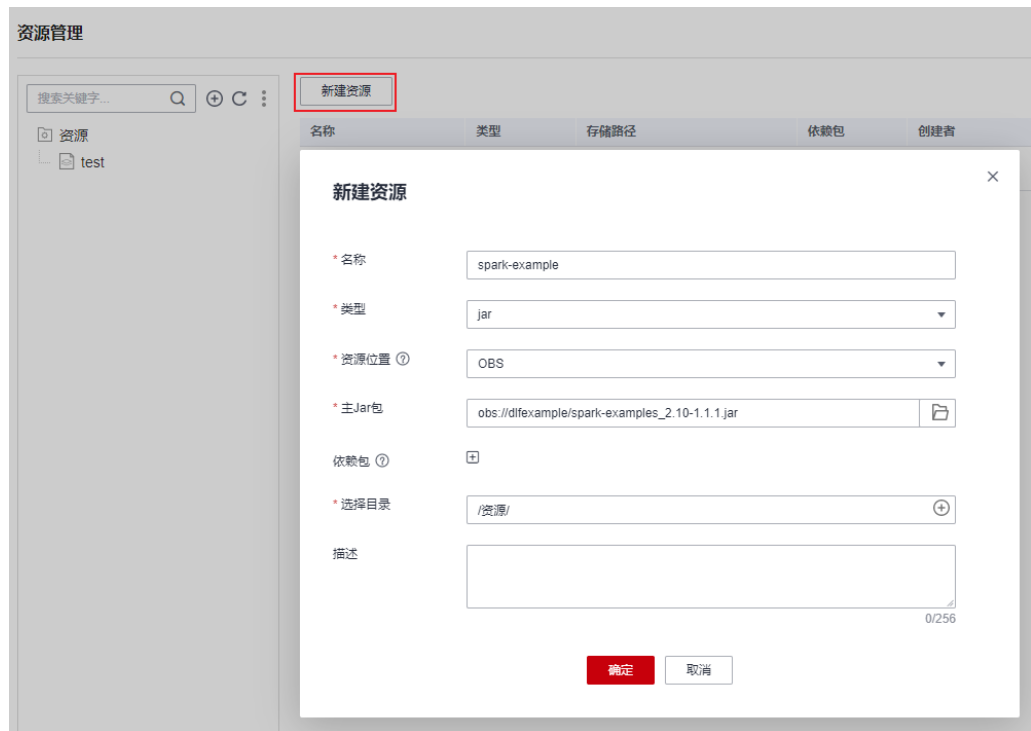 资源管理
搜索关键字...
资源
test
新建资源
名称 类型 存储路径 依赖包 创建者
新建资源
* 名称 spark-example
* 类型 jar
* 资源位置 OBS
* 主Jar包 obs://dlfexample/spark-examples_2.10-1.1.1.jar
依赖包
* 选择目录 /资源/
描述
0/256
确定 取消